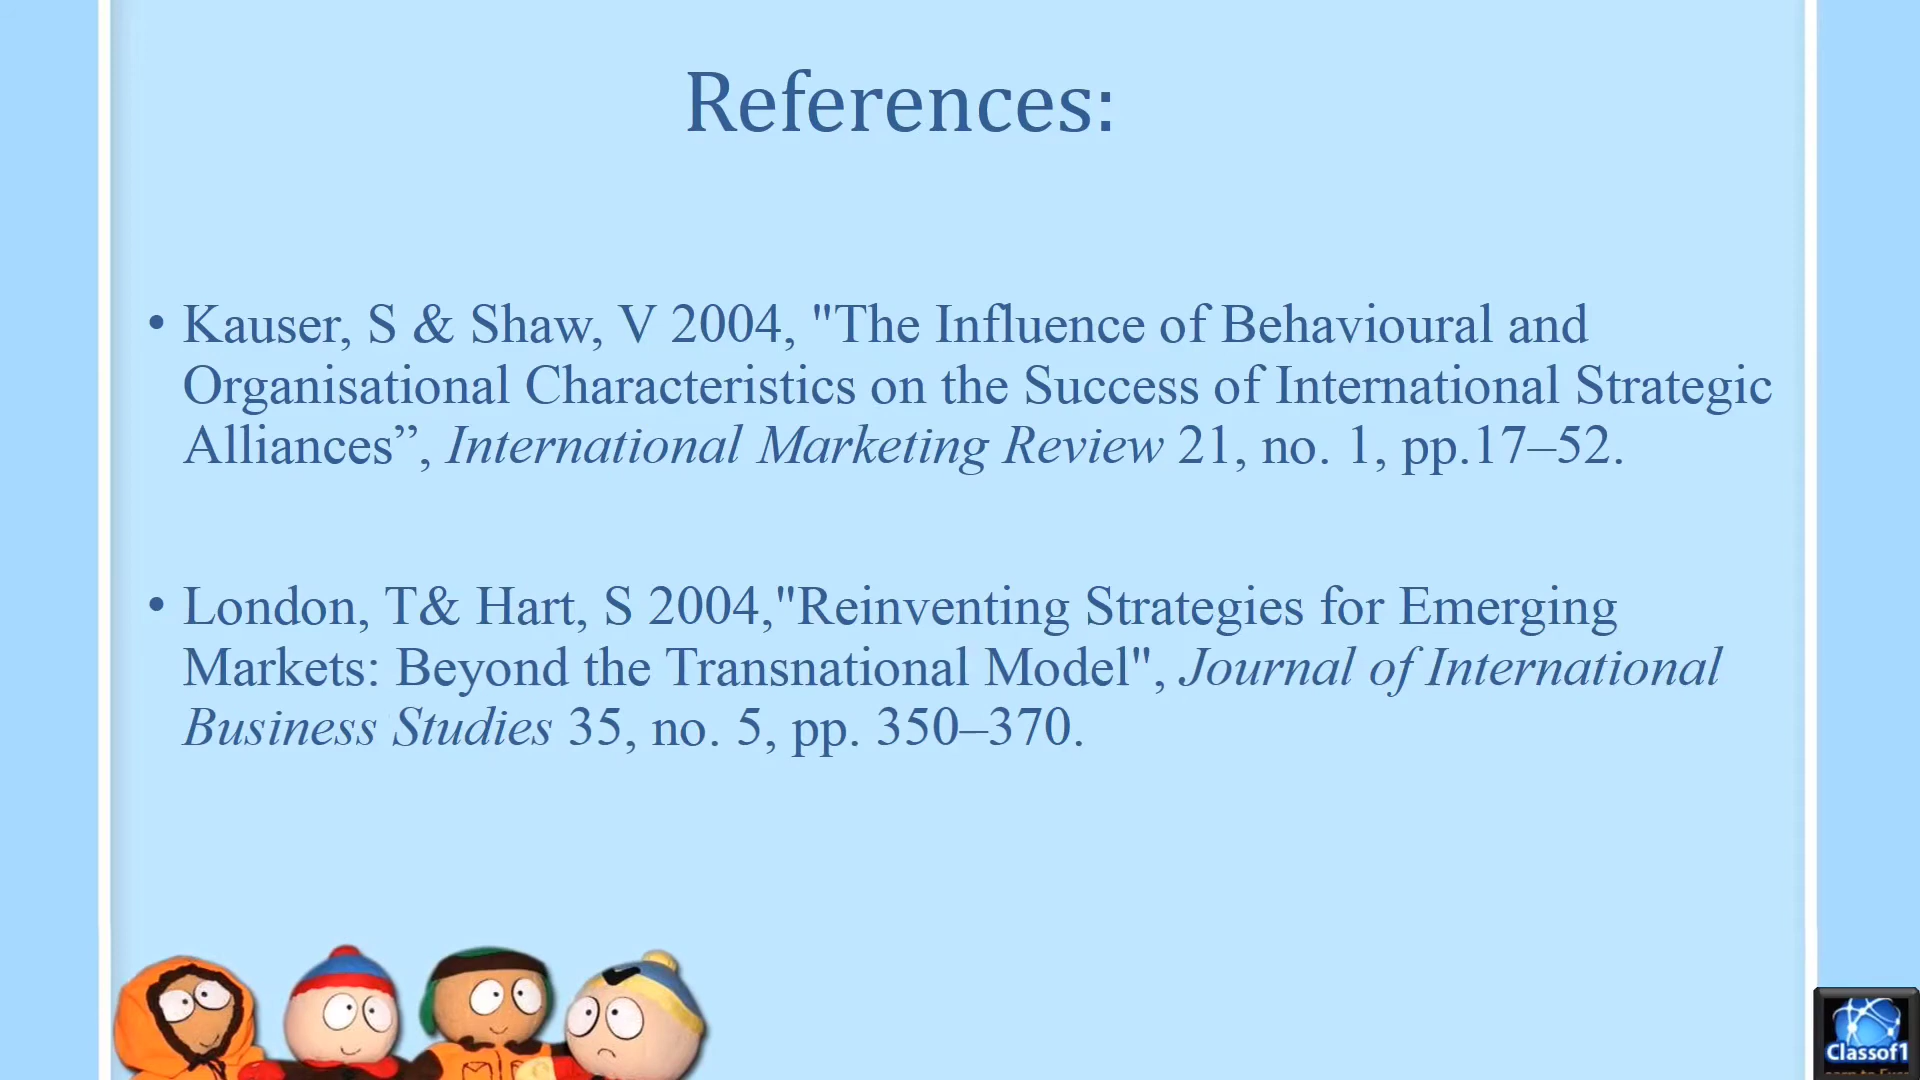 References:
• Kauser, S & Shaw, V 2004, "The Influence of Behavioural and
Organisational Characteristics on the Success of International Strategic
Alliances”, International Marketing Review 21, no. 1, pp.17–52.
• London, T& Hart, S 2004,"Reinventing Strategies for Emerging
Markets: Beyond the Transnational Model", Journal of International
Business Studies 35, no. 5, pp. 350–370.
Classof1